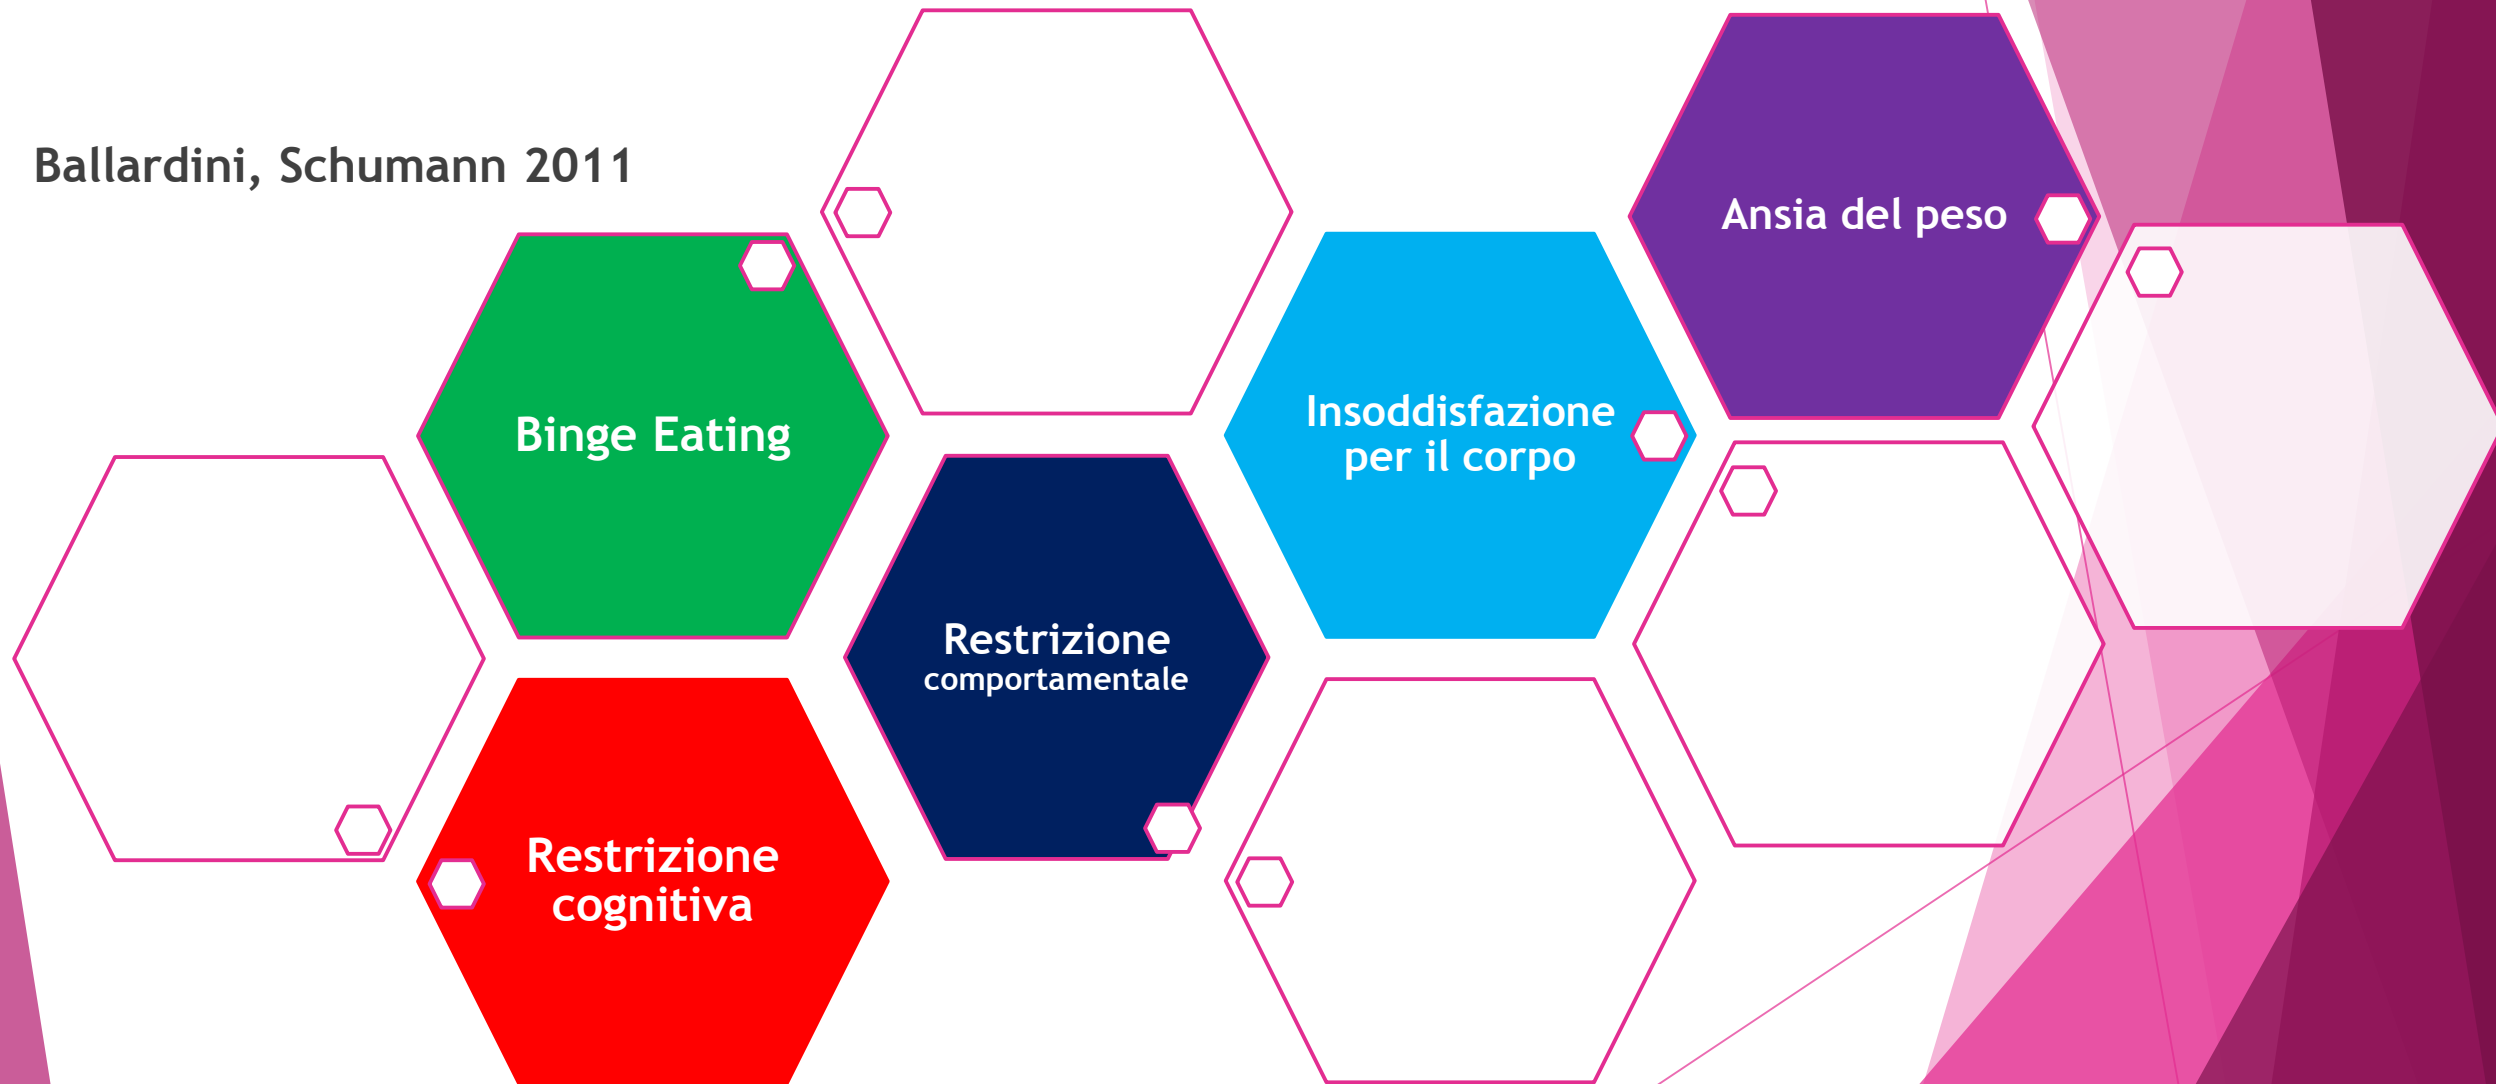 Ballardini, Schumann 2011
Ansia del peso
Insoddisfazione
per il corpo
Binge Eating
Restrizione
comportamentale
Restrizione
cognitiva